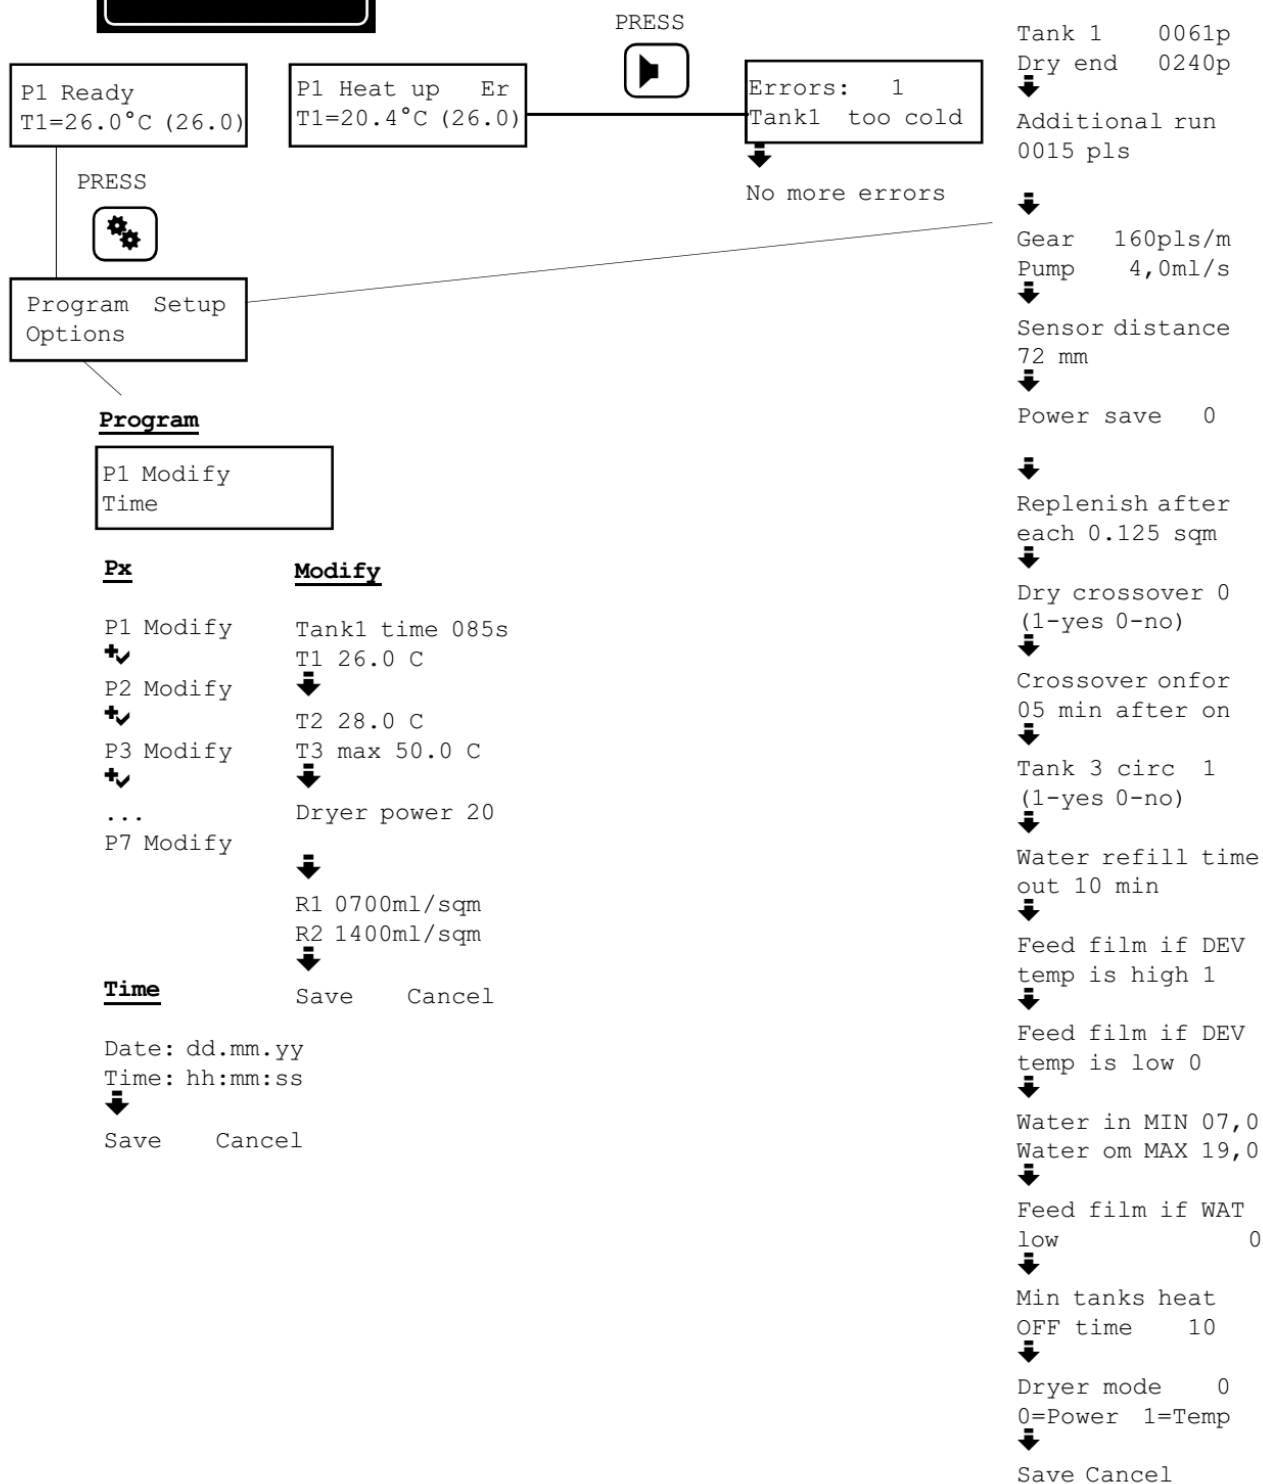 PRESS
P1 Ready
T1=26.0°C (26.0)
P1 Heat up Er
T1=20.4°C (26.0)
Errors: 1
Tank1 too cold
No more errors
PRESS
Program Setup
Options
Program
P1 Modify
Time
Px
P1 Modify
P2 Modify
P3 Modify
...
P7 Modify
Modify
Tank1 time 085s
T1 26.0 C
T2 28.0 C
T3 max 50.0 C
Dryer power 20
R1 0700ml/sqm
R2 1400ml/sqm
Save Cancel
Time
Date: dd.mm.yy
Time: hh:mm:ss
Save Cancel
Tank 1 0061p
Dry end 0240p
Additional run
0015 pls
Gear 160pls/m
Pump 4,0ml/s
Sensor distance
72 mm
Power save 0
Replenish after
each 0.125 sqm
Dry crossover 0
(1-yes 0-no)
Crossover onfor
05 min after on
Tank 3 circ 1
(1-yes 0-no)
Water refill time
out 10 min
Feed film if DEV
temp is high 1
Feed film if DEV
temp is low 0
Water in MIN 07,0
Water om MAX 19,0
Feed film if WAT
low 0
Min tanks heat
OFF time 10
Dryer mode 0
0=Power 1=Temp
Save Cancel